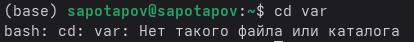 (base) sapotapov@sapotapov:~$ cd var
bash: cd: var: Нет такого файла или каталога